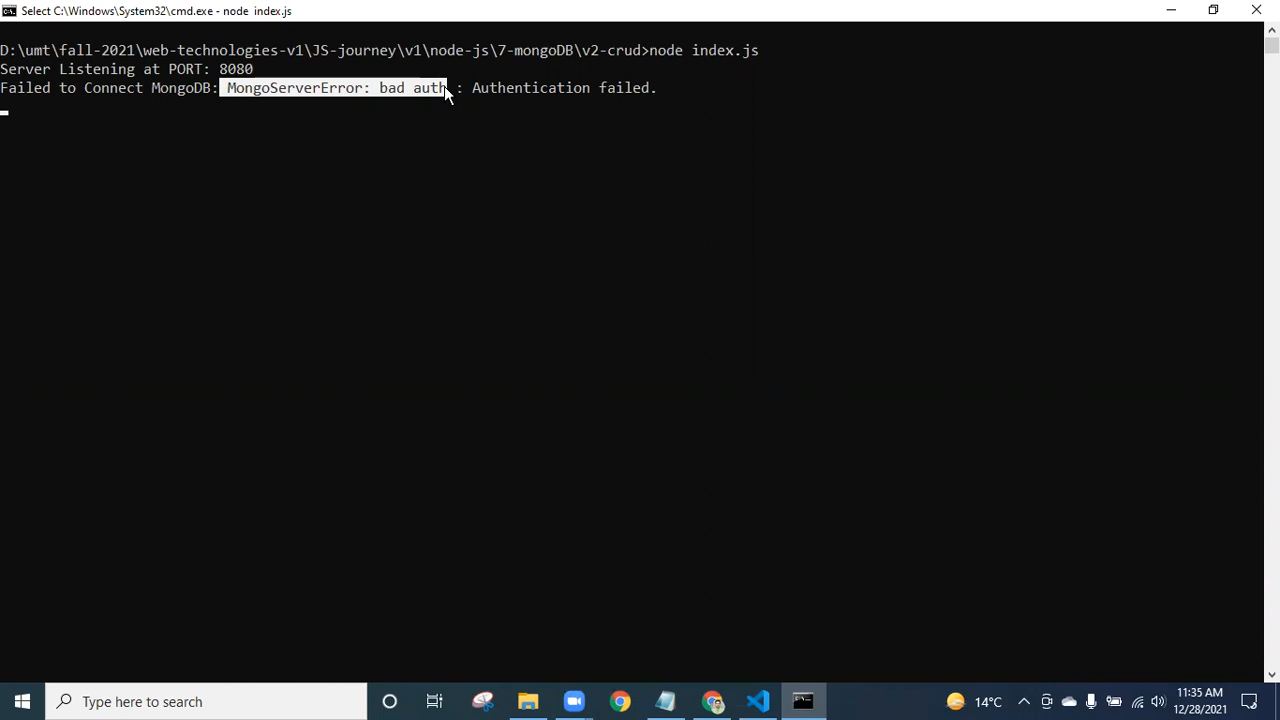 Select C:\Windows\System32\cmd.exe - node  index.js
D:\umt\fall-2021\web-technologies-v1\JS-journey\v1\node-js\7-mongoDB\v2-crud>node index.js
Server Listening at PORT: 8080
Failed to Connect MongoDB: MongoServerError: bad auth : Authentication failed.
Type here to search
14°C
11:35 AM
12/28/2021